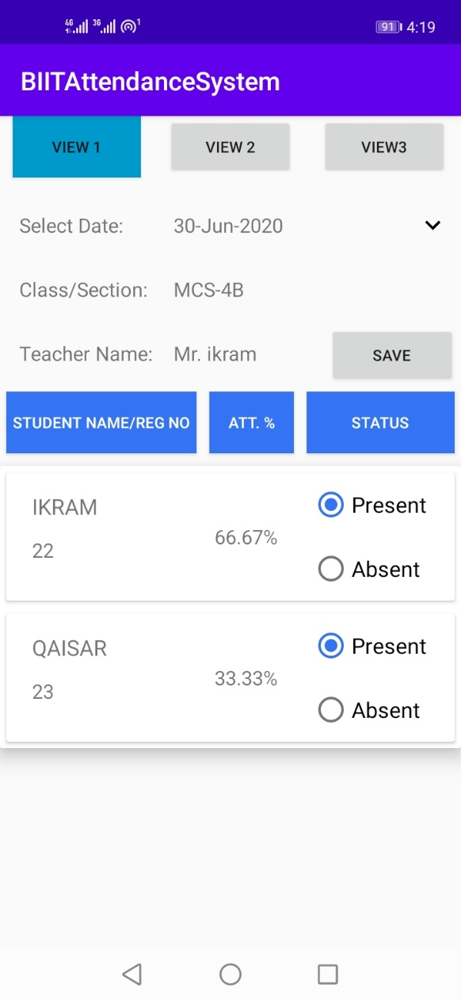 4G 3G 1 91 4:19
BIITAttendanceSystem
VIEW 1 VIEW 2 VIEW3
Select Date: 30-Jun-2020
Class/Section: MCS-4B
Teacher Name: Mr. ikram SAVE
STUDENT NAME/REG NO ATT. % STATUS
IKRAM Present
66.67%
22
Absent
QAISAR Present
33.33%
23
Absent